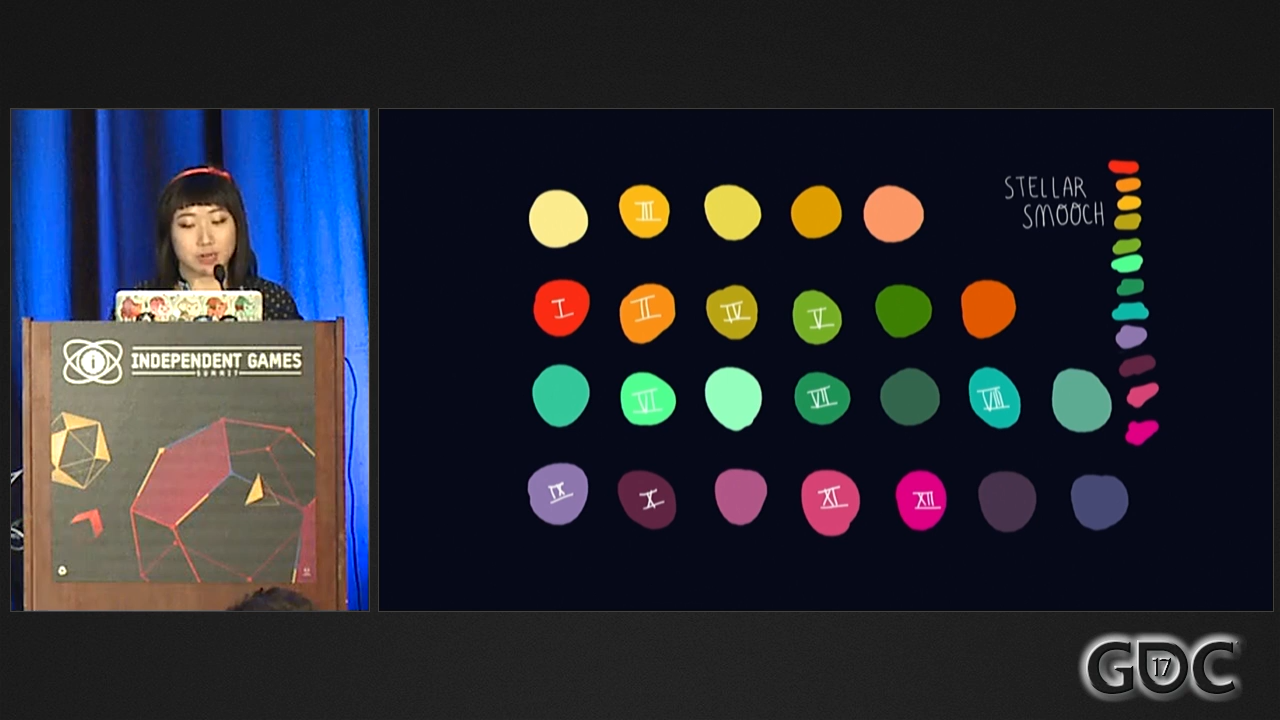 INDEPENDENT GAMES
SUMMIT
STELLAR
SMOOCH
III
I
II
IV
V
VI
VII
VIII
IX
X
XI
XII
GDC
17